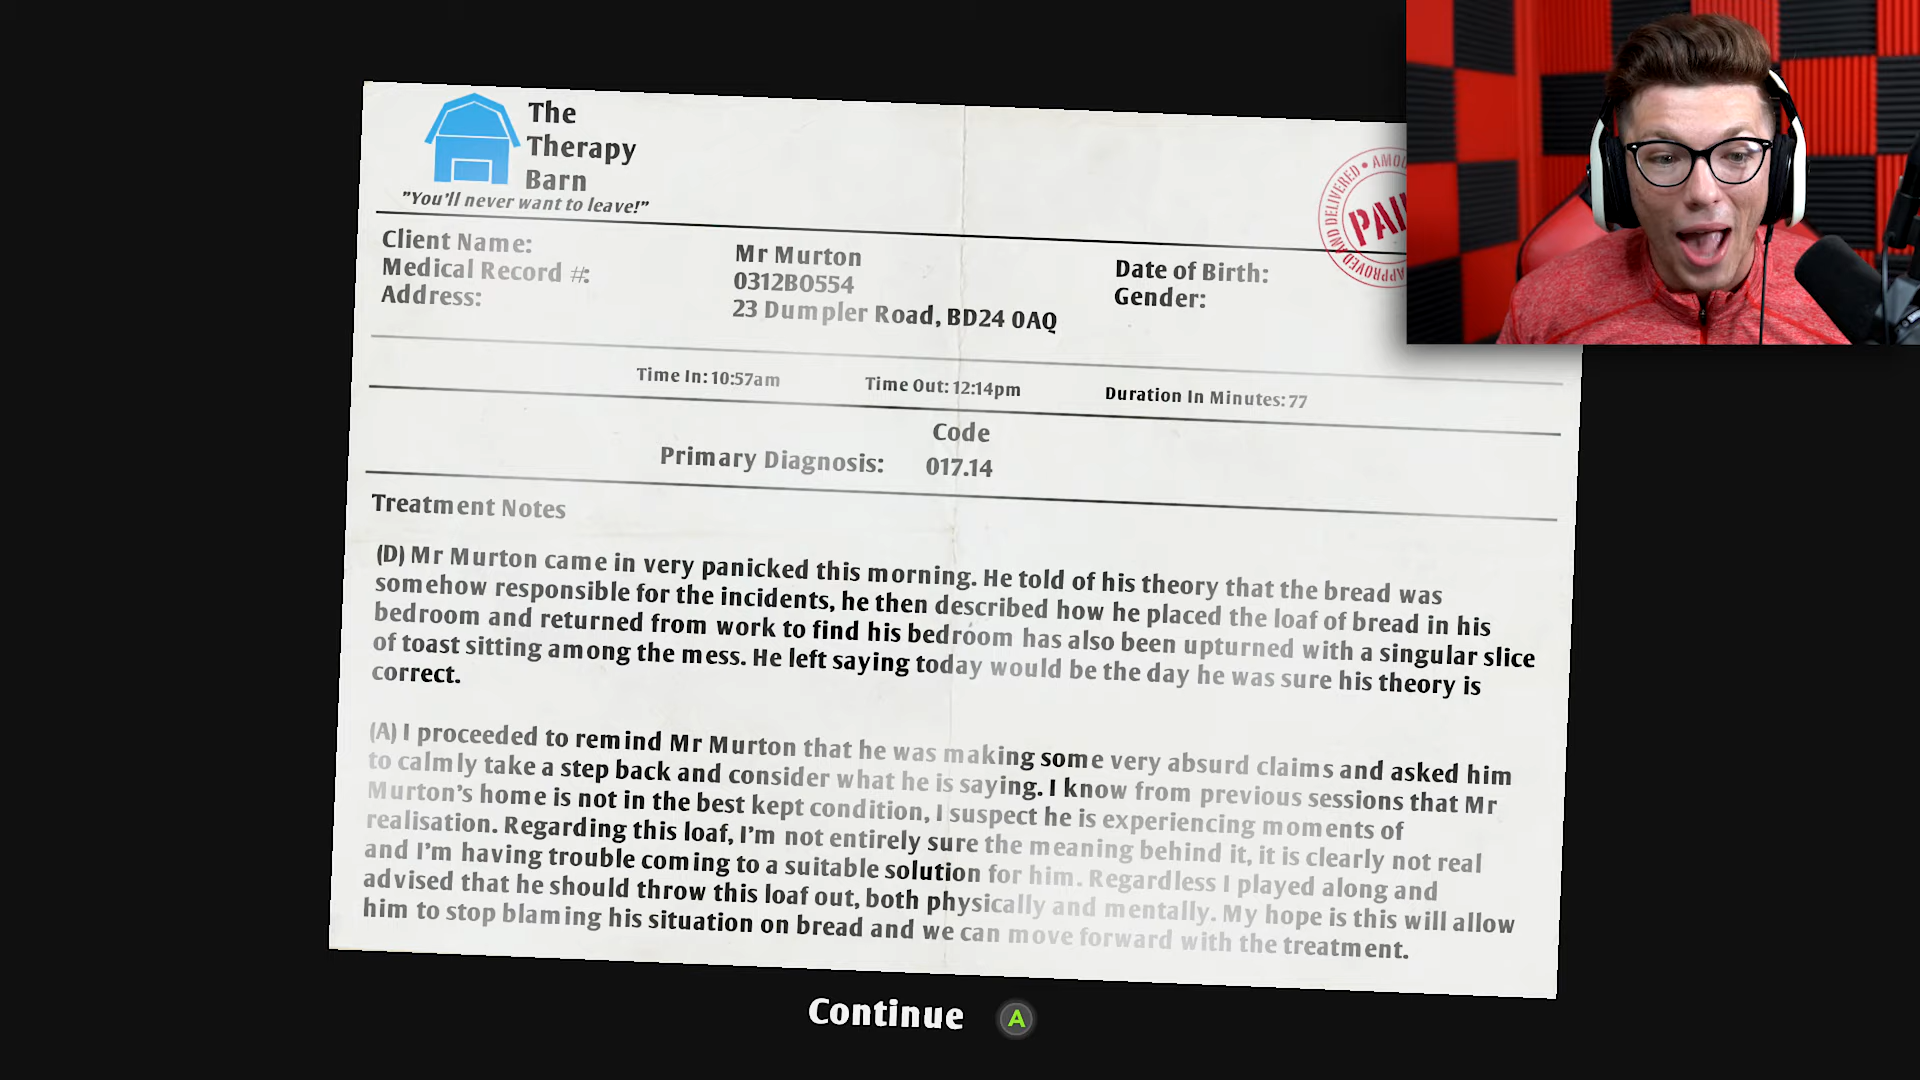 The
Therapy
Barn
"You'll never want to leave!"
APPROVED AND DELIVERED • AMOU
PAI
Client Name: Mr Murton Date of Birth:
Medical Record #: 0312BO554 Gender:
Address: 23 Dumpler Road, BD24 0AQ
Time In: 10:57am Time Out: 12:14pm Duration In Minutes: 77
Code
Primary Diagnosis: 017.14
Treatment Notes
(D) Mr Murton came in very panicked this morning. He told of his theory that the bread was
somehow responsible for the incidents, he then described how he placed the loaf of bread in his
bedroom and returned from work to find his bedroom has also been upturned with a singular slice
of toast sitting among the mess. He left saying today would be the day he was sure his theory is
correct.
(A) I proceeded to remind Mr Murton that he was making some very absurd claims and asked him
to calmly take a step back and consider what he is saying. I know from previous sessions that Mr
Murton's home is not in the best kept condition, I suspect he is experiencing moments of
realisation. Regarding this loaf, I'm not entirely sure the meaning behind it, it is clearly not real
and I'm having trouble coming to a suitable solution for him. Regardless I played along and
advised that he should throw this loaf out, both physically and mentally. My hope is this will allow
him to stop blaming his situation on bread and we can move forward with the treatment.
Continue A